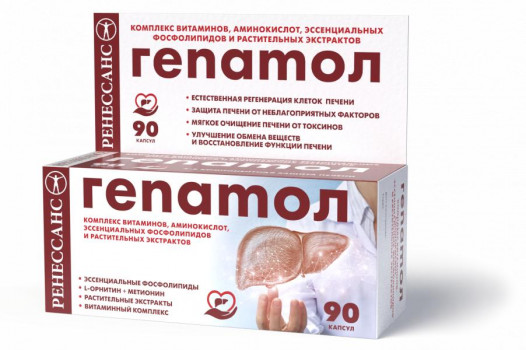 РЕНЕССАНС
КОМПЛЕКС ВИТАМИНОВ, АМИНОКИСЛОТ, ЭССЕНЦИАЛЬНЫХ
ФОСФОЛИПИДОВ И РАСТИТЕЛЬНЫХ ЭКСТРАКТОВ
гепатол
• ЕСТЕСТВЕННАЯ РЕГЕНЕРАЦИЯ КЛЕТОК ПЕЧЕНИ
• ЗАЩИТА ПЕЧЕНИ ОТ НЕБЛАГОПРИЯТНЫХ ФАКТОРОВ
• МЯГКОЕ ОЧИЩЕНИЕ ПЕЧЕНИ ОТ ТОКСИНОВ
• УЛУЧШЕНИЕ ОБМЕНА ВЕЩЕСТВ
И ВОССТАНОВЛЕНИЕ ФУНКЦИИ ПЕЧЕНИ
90
КАПСУЛ
гепатол
РЕНЕССАНС
гепатол
КОМПЛЕКС ВИТАМИНОВ, АМИНОКИСЛОТ,
ЭССЕНЦИАЛЬНЫХ ФОСФОЛИПИДОВ
И РАСТИТЕЛЬНЫХ ЭКСТРАКТОВ
• ЭССЕНЦИАЛЬНЫЕ ФОСФОЛИПИДЫ
• L-ОРНИТИН + МЕТИОНИН
• РАСТИТЕЛЬНЫЕ ЭКСТРАКТЫ
• ВИТАМИННЫЙ КОМПЛЕКС
90
КАПСУЛ
гепатол